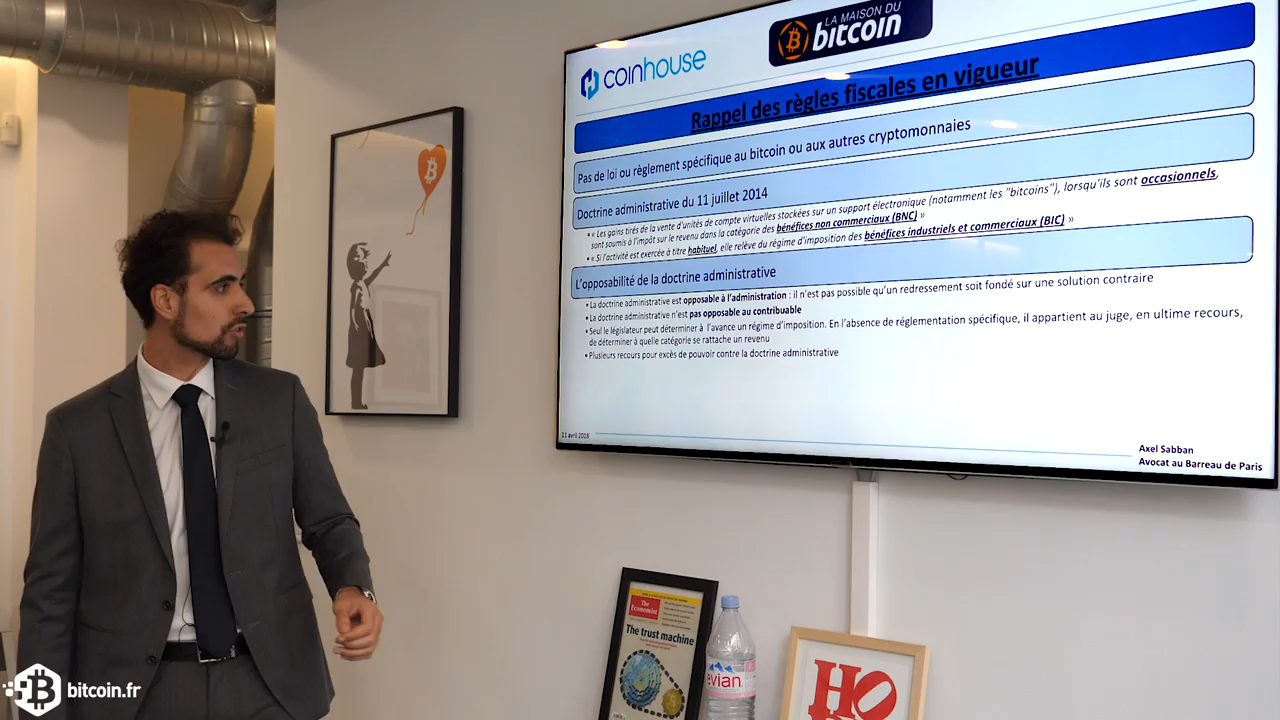 coinhouse
LA MAISON DU
bitcoin
Rappel des règles fiscales en vigueur
Pas de loi ou règlement spécifique au bitcoin ou aux autres cryptomonnaies
Doctrine administrative du 11 juillet 2014
• « Les gains tirés de la vente d'unités de compte virtuelles stockées sur un support électronique (notamment les "bitcoins"), lorsqu'ils sont occasionnels,
sont soumis à l'impôt sur le revenu dans la catégorie des bénéfices non commerciaux (BNC) »
• « Si l'activité est exercée à titre habituel, elle relève du régime d'imposition des bénéfices industriels et commerciaux (BIC) »
L'opposabilité de la doctrine administrative
• La doctrine administrative est opposable à l'administration : il n'est pas possible qu'un redressement soit fondé sur une solution contraire
• La doctrine administrative n'est pas opposable au contribuable
• Seul le législateur peut déterminer à l'avance un régime d'imposition. En l'absence de réglementation spécifique, il appartient au juge, en ultime recours,
de déterminer à quelle catégorie se rattache un revenu
• Plusieurs recours pour excès de pouvoir contre la doctrine administrative
11 avril 2018
Axel Sabban
Avocat au Barreau de Paris
The
Economist
The trust machine
evian
HO
bitcoin.fr